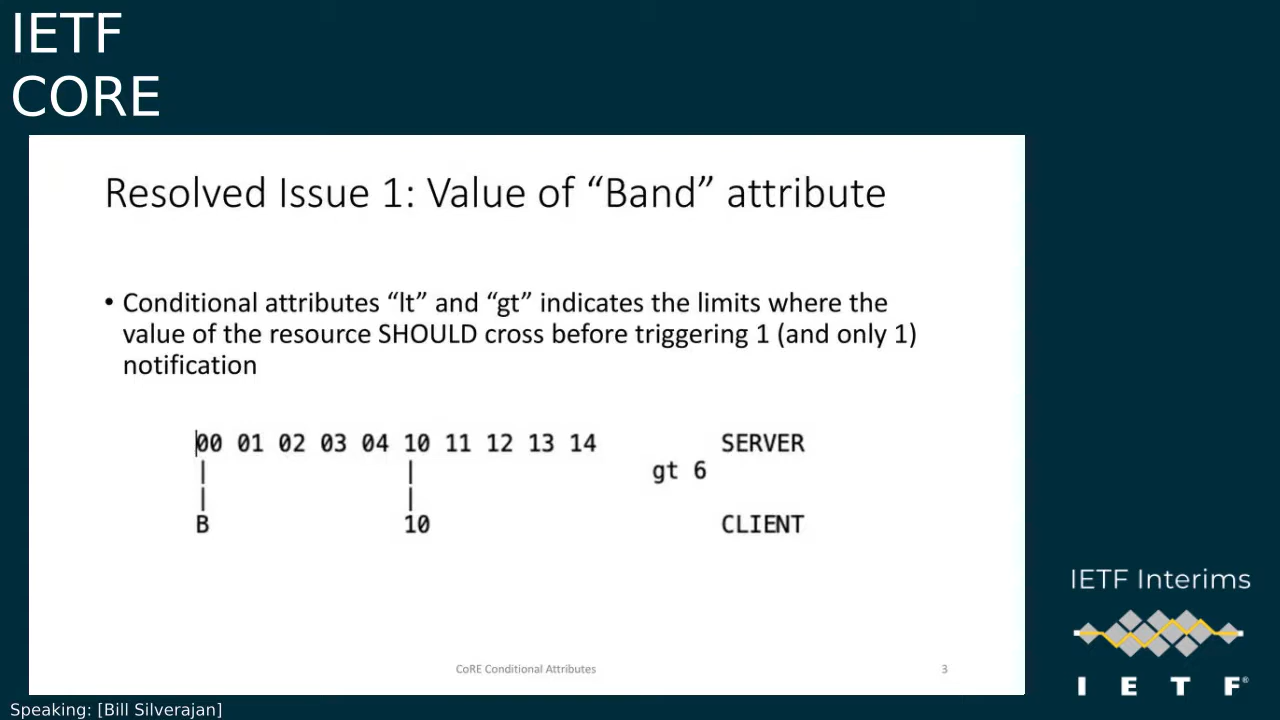 IETF
CORE
Resolved Issue 1: Value of “Band” attribute
• Conditional attributes “lt” and “gt” indicates the limits where the
value of the resource SHOULD cross before triggering 1 (and only 1)
notification
00 01 02 03 04 10 11 12 13 14 SERVER
| | gt 6
| |
B 10 CLIENT
CoRE Conditional Attributes 3
IETF Interims
I E T F®
Speaking: [Bill Silverajan]